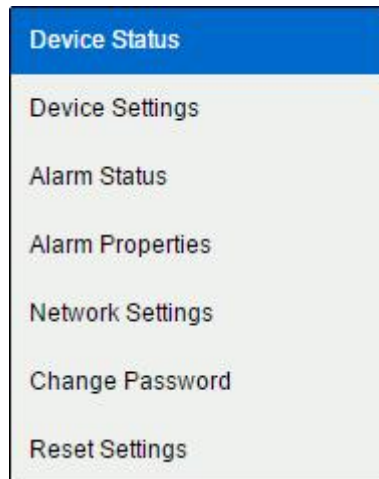 Device Status
Device Settings
Alarm Status
Alarm Properties
Network Settings
Change Password
Reset Settings